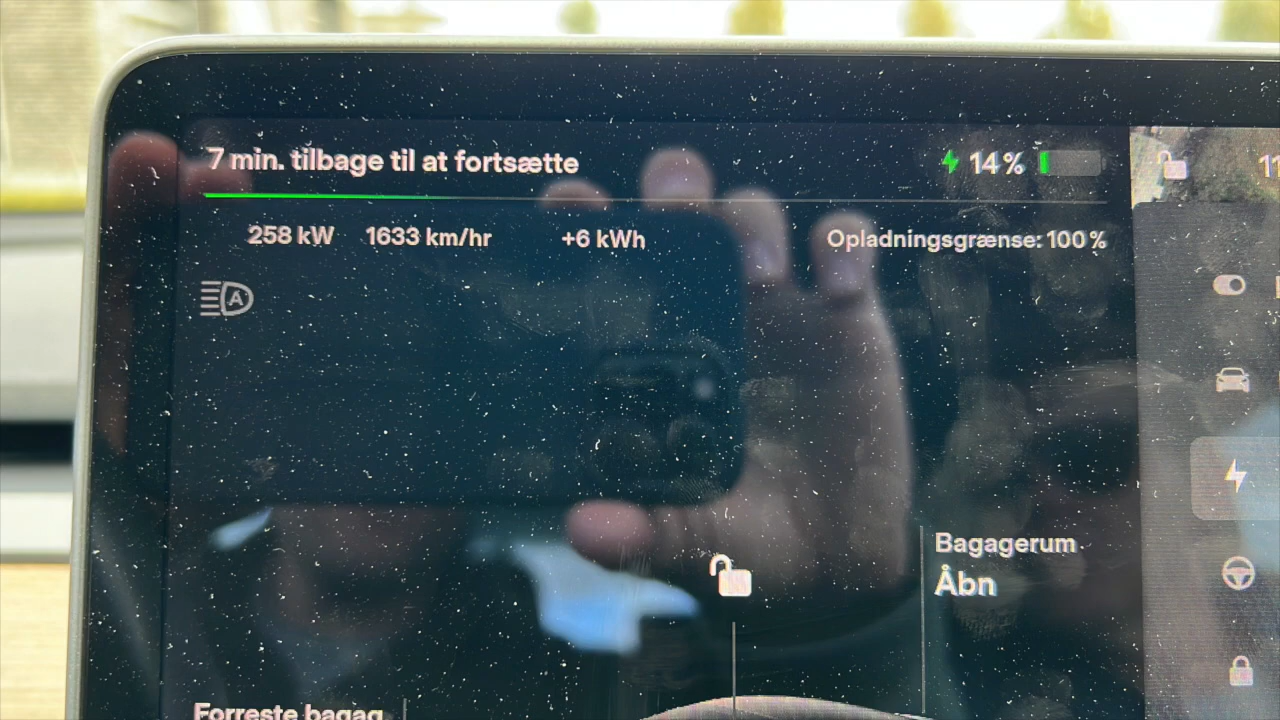 7 min. tilbage til at fortsætte
14 %
11
258 kW 1633 km/hr +6 kWh Opladningsgrænse: 100 %
A
Bagagerum
Åbn
Forreste bagag